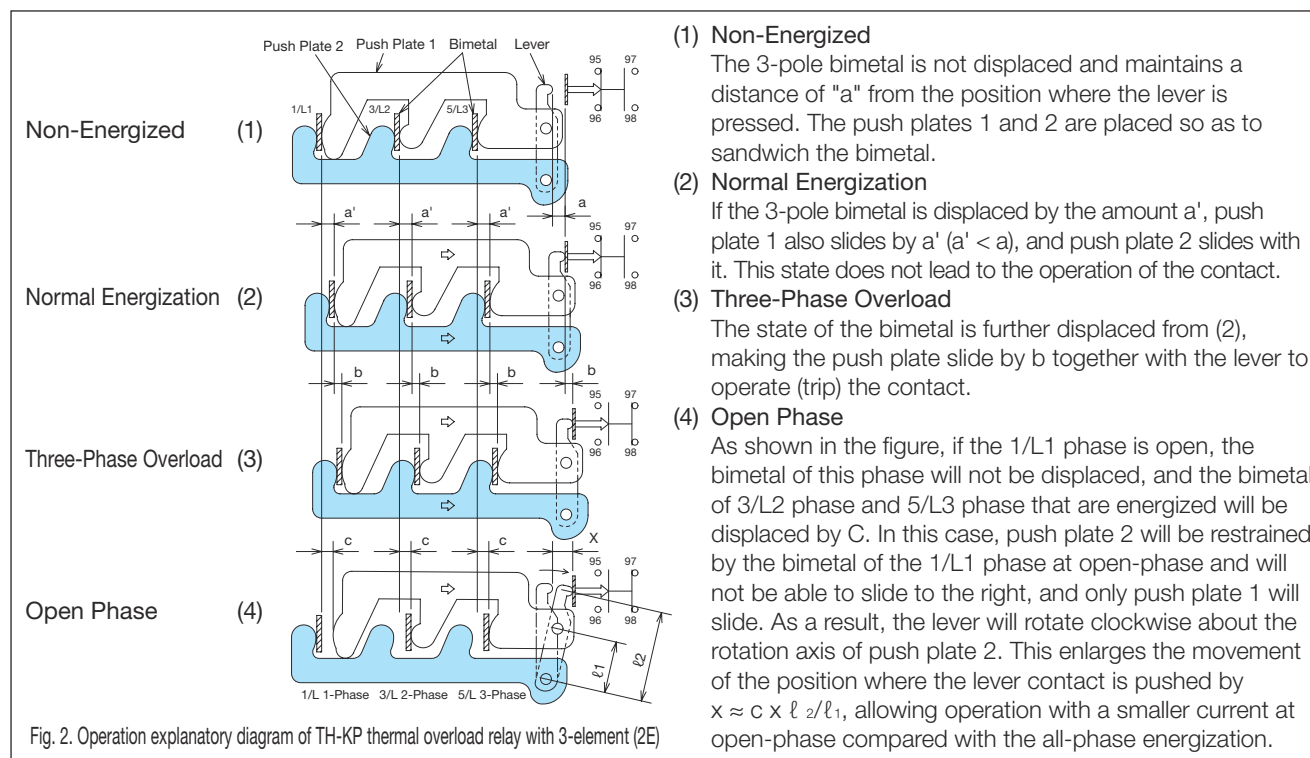 Push Plate 2
Push Plate 1
Bimetal
Lever
95
97
1/L1
3/L2
5/L3
Non-Energized
(1)
96
98
a'
a'
a'
a
95
97
Normal Energization
(2)
96
98
b
b
b
b
95
97
Three-Phase Overload
(3)
96
98
c
c
c
X
95
97
Open Phase
(4)
96
98
ℓ1
ℓ2
1/L 1-Phase
3/L 2-Phase
5/L 3-Phase
Fig. 2. Operation explanatory diagram of TH-KP thermal overload relay with 3-element (2E)
(1) Non-Energized
The 3-pole bimetal is not displaced and maintains a
distance of "a" from the position where the lever is
pressed. The push plates 1 and 2 are placed so as to
sandwich the bimetal.
(2) Normal Energization
If the 3-pole bimetal is displaced by the amount a', push
plate 1 also slides by a' (a' < a), and push plate 2 slides with
it. This state does not lead to the operation of the contact.
(3) Three-Phase Overload
The state of the bimetal is further displaced from (2),
making the push plate slide by b together with the lever to
operate (trip) the contact.
(4) Open Phase
As shown in the figure, if the 1/L1 phase is open, the
bimetal of this phase will not be displaced, and the bimetal
of 3/L2 phase and 5/L3 phase that are energized will be
displaced by C. In this case, push plate 2 will be restrained
by the bimetal of the 1/L1 phase at open-phase and will
not be able to slide to the right, and only push plate 1 will
slide. As a result, the lever will rotate clockwise about the
rotation axis of push plate 2. This enlarges the movement
of the position where the lever contact is pushed by
x ≈ c x ℓ ₂/ℓ₁, allowing operation with a smaller current at
open-phase compared with the all-phase energization.